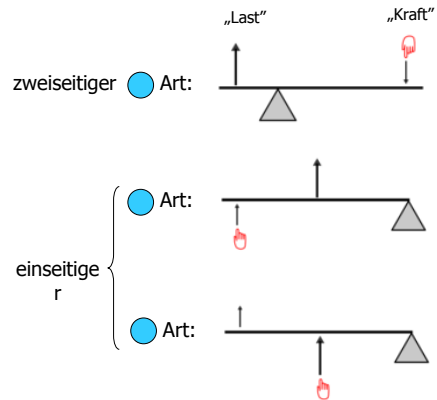 „Last” „Kraft”
zweiseitiger Art:
Art:
einseitige
r
Art: